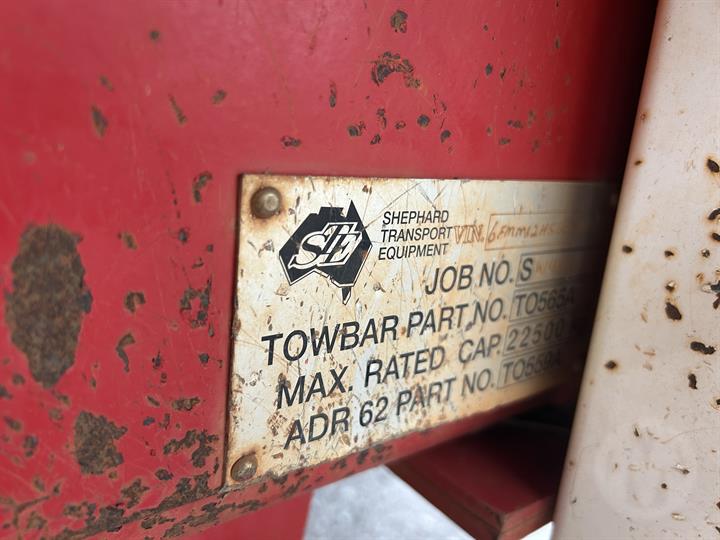 STE
SHEPHARD
TRANSPORT
EQUIPMENT
VIN.
JOB NO. S
TOWBAR PART NO. TO565A
MAX. RATED CAP. 22500
ADR 62 PART NO. TO559A